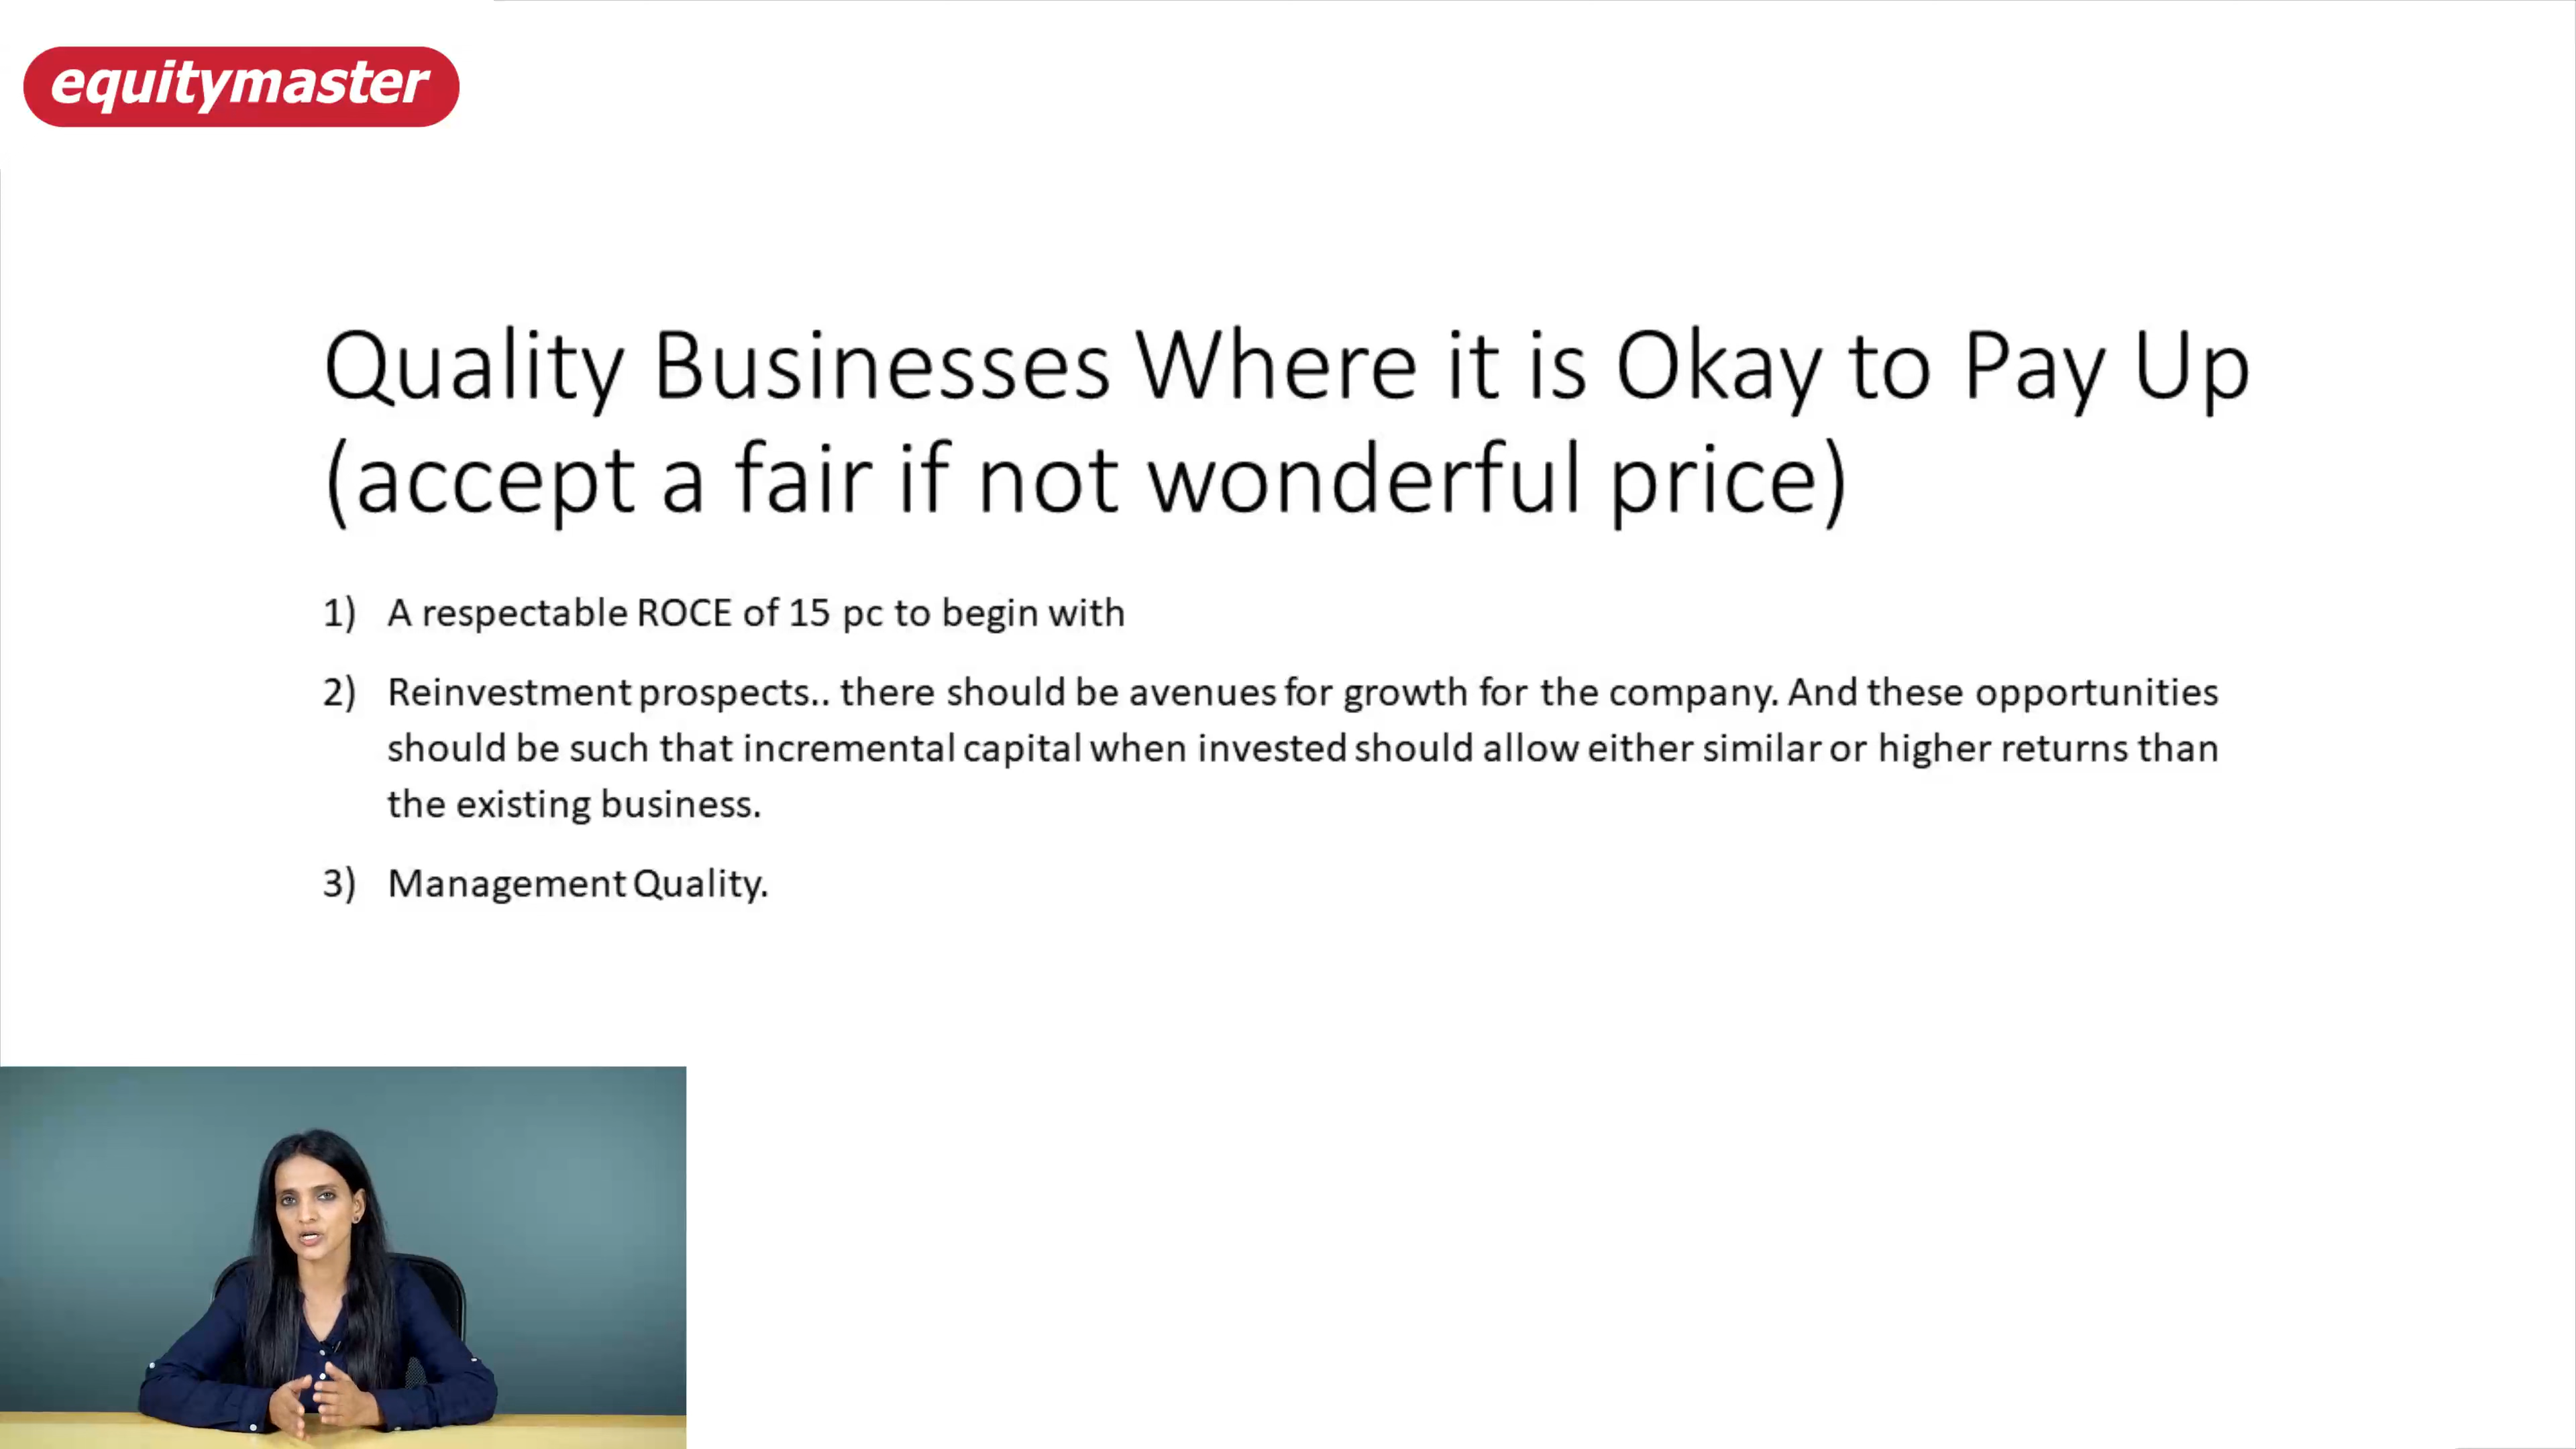 equitymaster
Quality Businesses Where it is Okay to Pay Up
(accept a fair if not wonderful price)
1) A respectable ROCE of 15 pc to begin with
2) Reinvestment prospects.. there should be avenues for growth for the company. And these opportunities
should be such that incremental capital when invested should allow either similar or higher returns than
the existing business.
3) Management Quality.